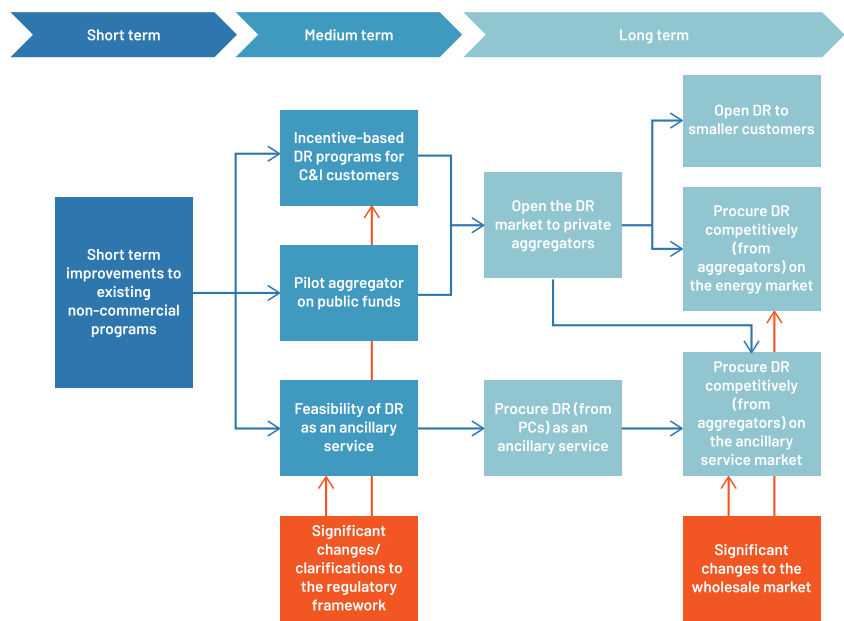 Short term
Medium term
Long term
Short term
improvements to
existing
non-commercial
programs
Incentive-based
DR programs for
C&I customers
Pilot aggregator
on public funds
Feasibility of DR
as an ancillary
service
Significant
changes/
clarifications to
the regulatory
framework
Open the DR
market to private
aggregators
Procure DR (from
PCs) as an
ancillary service
Open DR to
smaller customers
Procure DR
competitively
(from
aggregators) on
the energy market
Procure DR
competitively
(from
aggregators) on
the ancillary
service market
Significant
changes to the
wholesale market